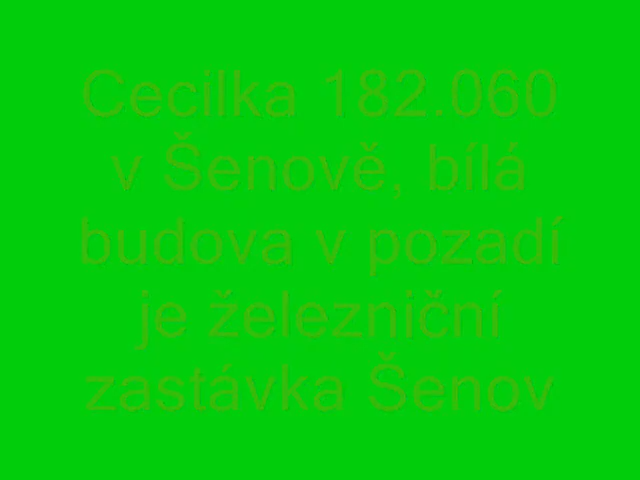 Cecilka 182.060
v Šenově, bílá
budova v pozadí
je železniční
zastávka Šenov